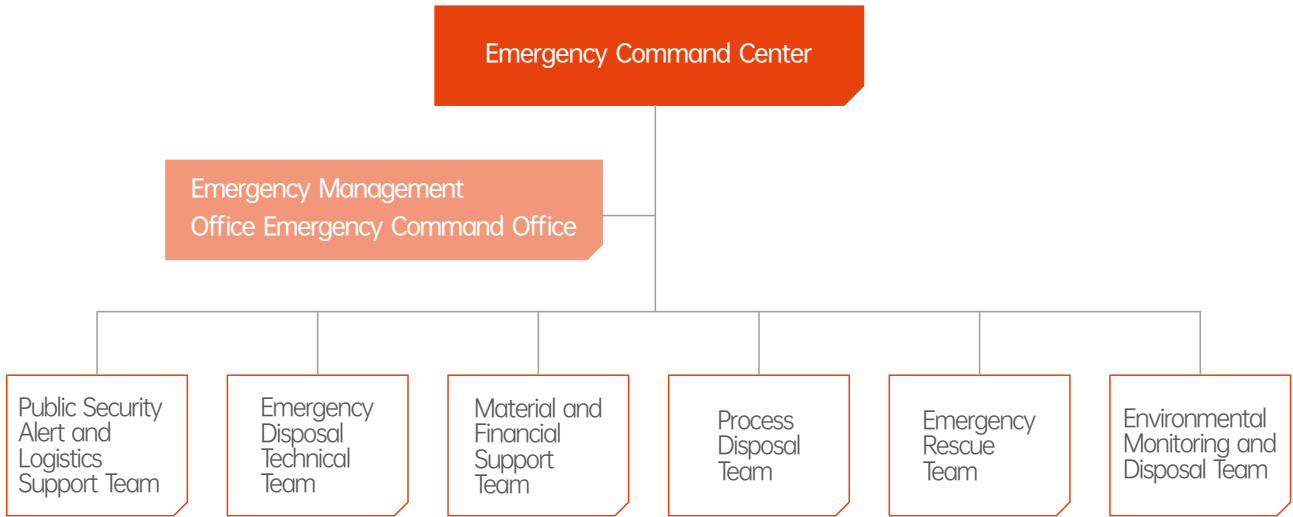 Emergency Command Center
Emergency Management
Office Emergency Command Office
Public Security
Alert and
Logistics
Support Team
Emergency
Disposal
Technical
Team
Material and
Financial
Support
Team
Process
Disposal
Team
Emergency
Rescue
Team
Environmental
Monitoring and
Disposal Team